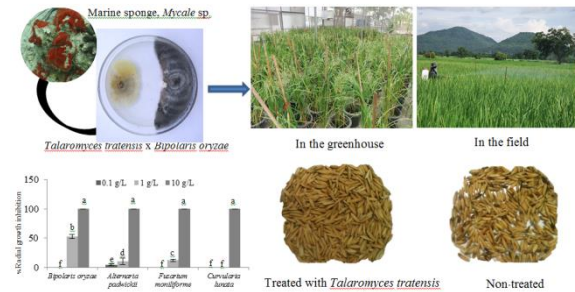 Marine sponge, Mycale sp.
Talaromyces tratensis x Bipolaris oryzae
In the greenhouse
In the field
%Radial growth inhibition
150
100
50
0
0.1 g/L 1 g/L 10 g/L
f b a e d a f c a f f a
Bipolaris oryzae
Alternaria padwickii
Fusarium moniliforme
Curvularia lunata
Treated with Talaromyces tratensis
Non-treated